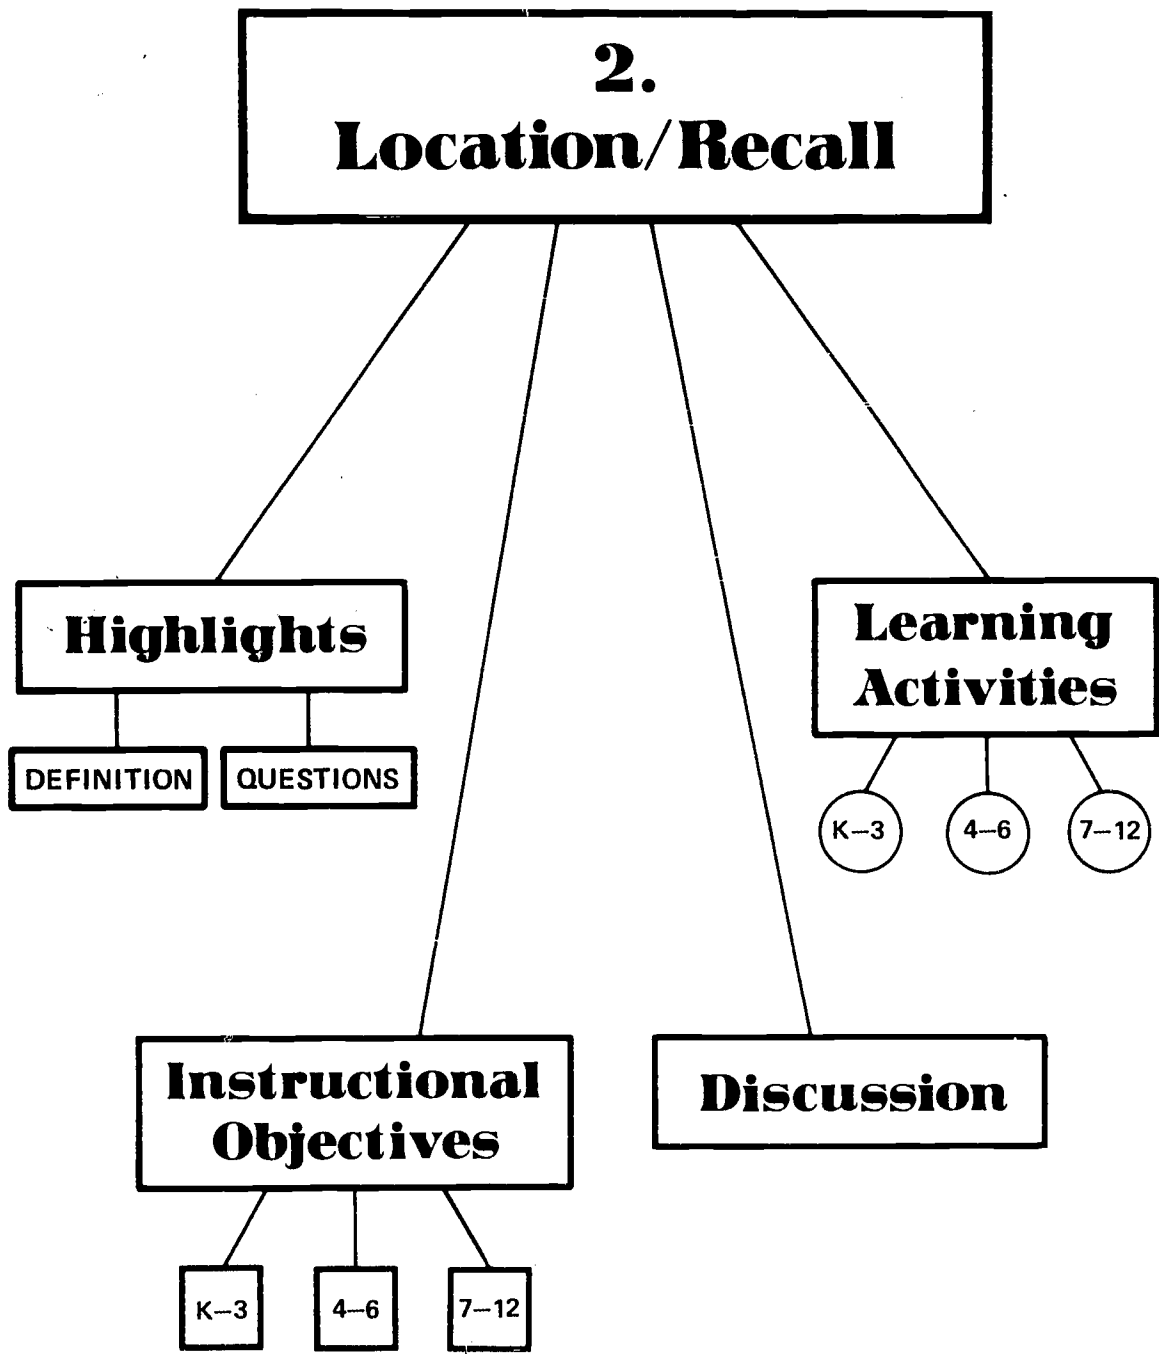 2.
Location/Recall
Highlights
DEFINITION
QUESTIONS
Learning
Activities
K—3
4—6
7—12
Instructional
Objectives
K—3
4—6
7—12
Discussion